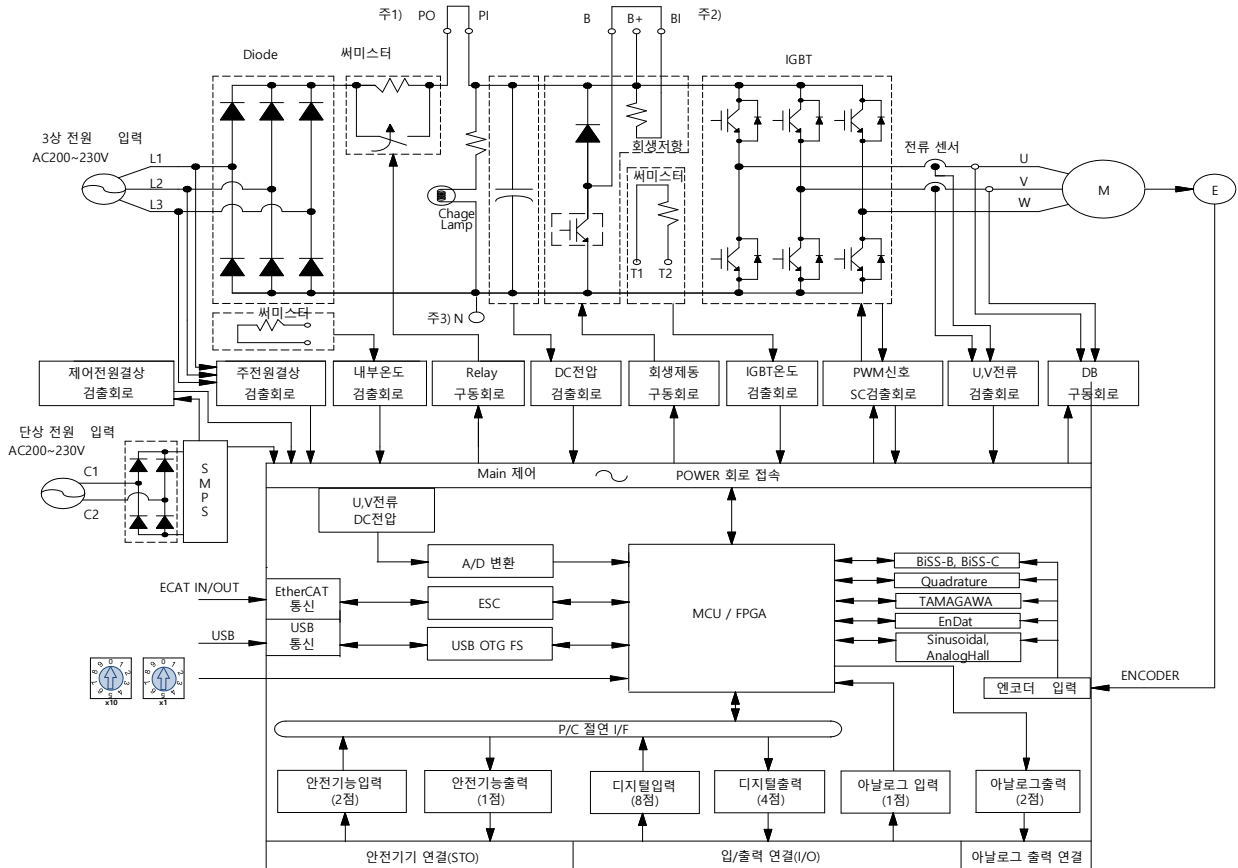 주1)
PO
PI
B
B+
BI
주2)
Diode
써미스터
IGBT
3상 전원 입력
AC200~230V
L1
L2
L3
Chage
Lamp
회생저항
써미스터
T1
T2
전류 센서
U
V
W
M
E
써미스터
주3) N
제어전원결상
검출회로
주전원결상
검출회로
내부온도
검출회로
Relay
구동회로
DC전압
검출회로
회생제동
구동회로
IGBT온도
검출회로
PWM신호
SC검출회로
U,V전류
검출회로
DB
구동회로
단상 전원 입력
AC200~230V
C1
C2
SMPS
Main 제어
POWER 회로 접속
U,V전류
DC전압
A/D 변환
MCU / FPGA
BiSS-B, BiSS-C
Quadrature
TAMAGAWA
EnDat
Sinusoidal,
AnalogHall
ECAT IN/OUT
EtherCAT
통신
ESC
USB
USB
통신
USB OTG FS
x10
x1
엔코더 입력
ENCODER
P/C 절연 I/F
안전기능입력
(2점)
안전기능출력
(1점)
디지털입력
(8점)
디지털출력
(4점)
아날로그 입력
(1점)
아날로그출력
(2점)
안전기기 연결(STO)
입/출력 연결(I/O)
아날로그 출력 연결